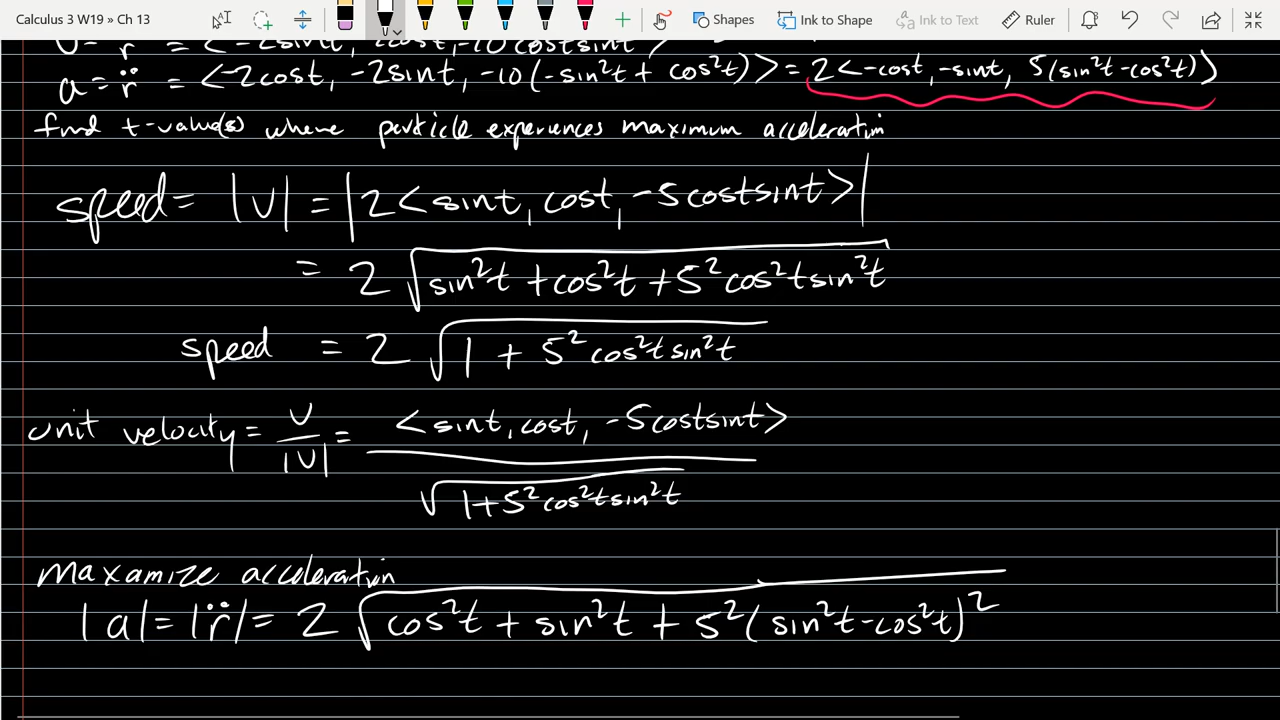 Calculus 3 W19 » Ch 13
Shapes
Ink to Shape
Ink to Text
Ruler
ṙ = <-2sint, 2cost, -10costsint>
a = r̈ = <-2cost, -2sint, -10(-sin²t + cos²t)> = 2<-cost, -sint, 5(sin²t - cos²t)>
find t-value(s) where particle experiences maximum acceleration
speed = |v| = |2<sint, cost, -5costsint>|
= 2√(sin²t + cos²t + 5²cos²tsin²t)
speed = 2√(1 + 5²cos²tsin²t)
unit velocity = v/|v| = <sint, cost, -5costsint> / √(1+5²cos²tsin²t)
maxamize acceleration
|a| = |r̈| = 2√(cos²t + sin²t + 5²(sin²t - cos²t)²)